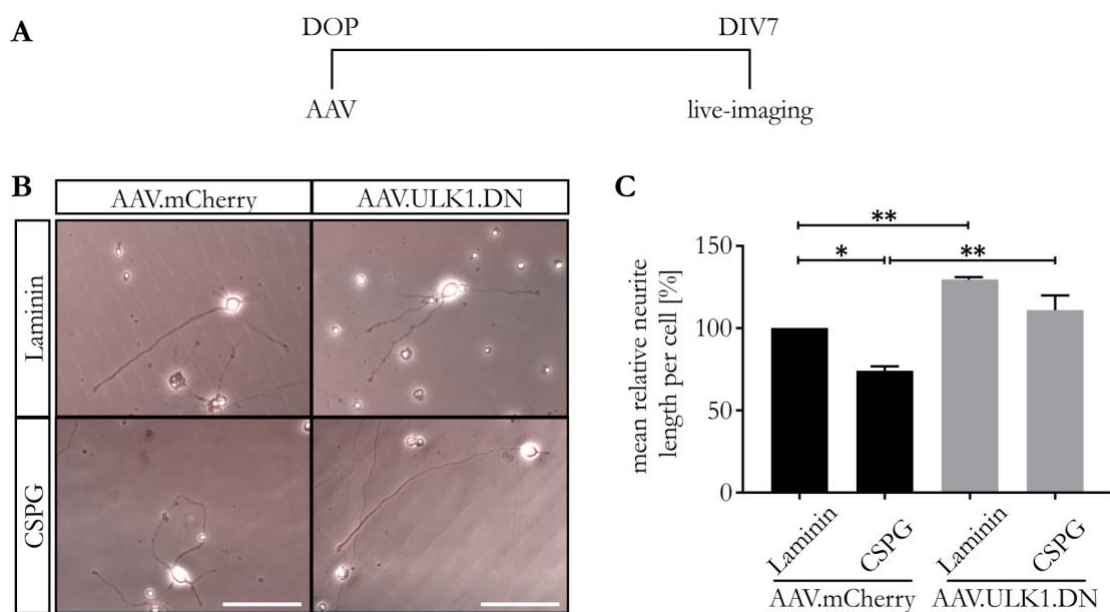 A
DOP
DIV7
AAV
live-imaging
B
AAV.mCherry
AAV.ULK1.DN
Laminin
CSPG
C
mean relative neurite
length per cell [%]
150
100
50
0
**
*
**
Laminin
CSPG
Laminin
CSPG
AAV.mCherry
AAV.ULK1.DN